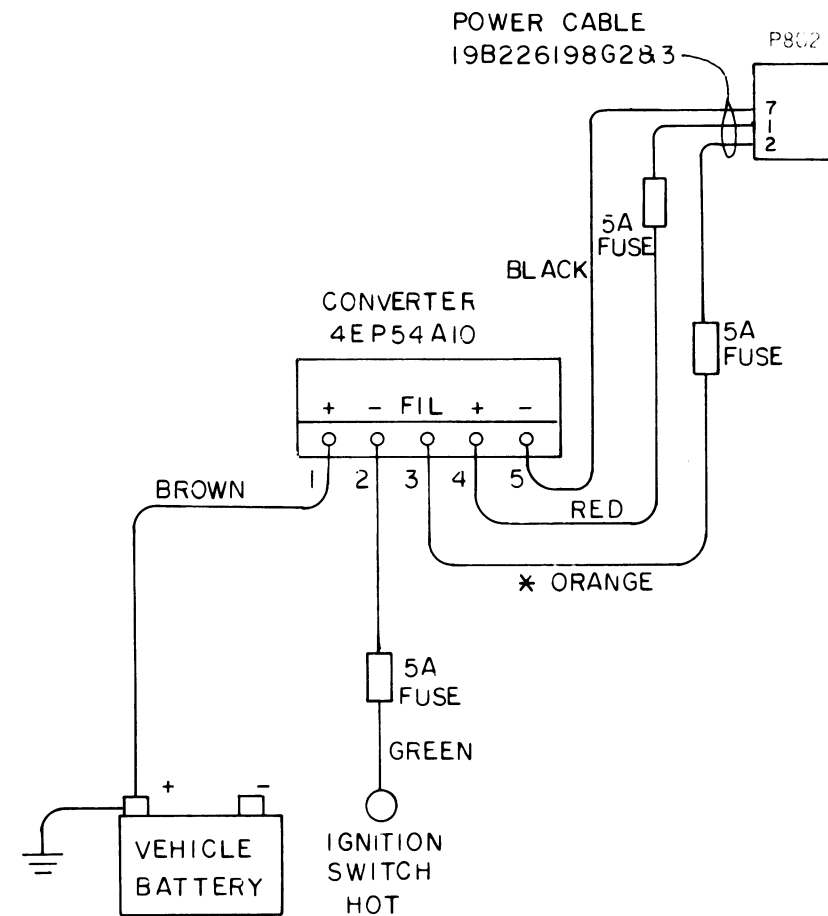 POWER CABLE
19B226198G2&3
P802
7
1
2
5A
FUSE
BLACK
CONVERTER
4EP54A10
5A
FUSE
+ - FIL + -
1 2 3 4 5
BROWN
RED
* ORANGE
5A
FUSE
GREEN
+ -
VEHICLE
BATTERY
IGNITION
SWITCH
HOT